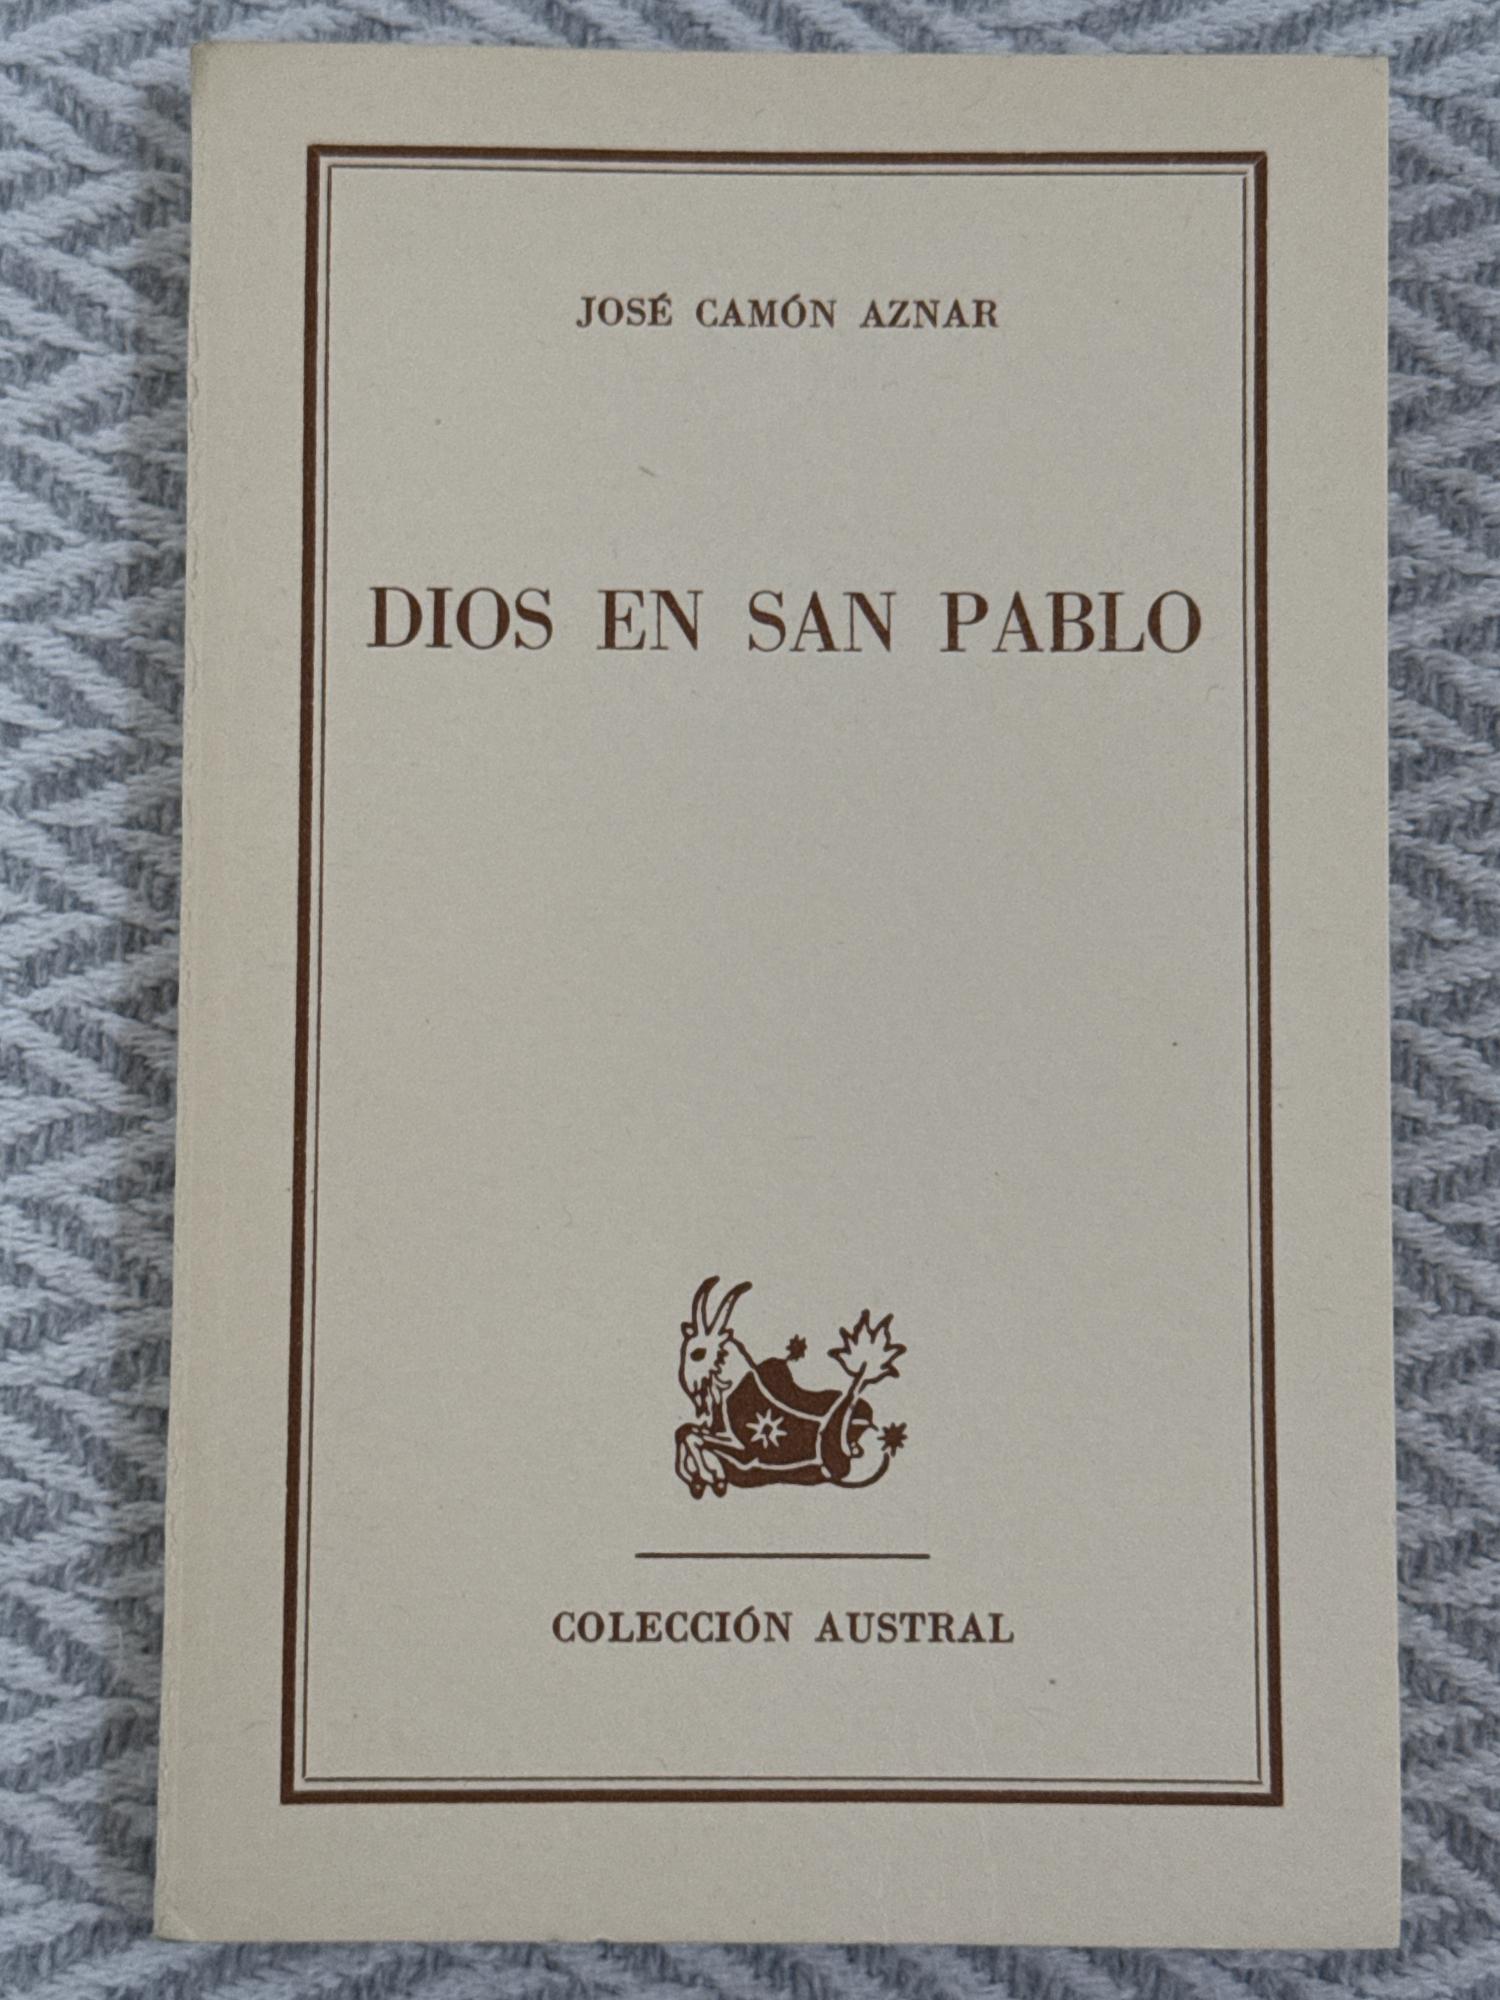 JOSÉ CAMÓN AZNAR
DIOS EN SAN PABLO
COLECCIÓN AUSTRAL